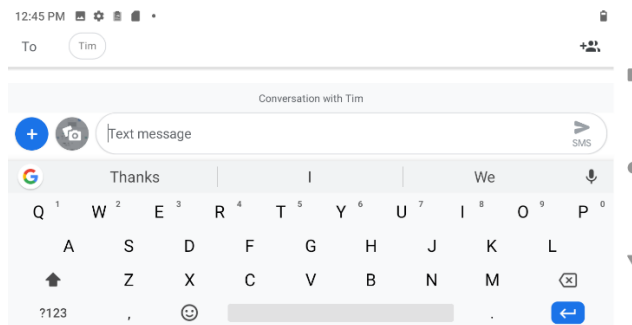 12:45 PM
To Tim
Conversation with Tim
Text message
SMS
G Thanks I We
Q 1 W 2 E 3 R 4 T 5 Y 6 U 7 I 8 O 9 P 0
A S D F G H J K L
Z X C V B N M
?123 , .